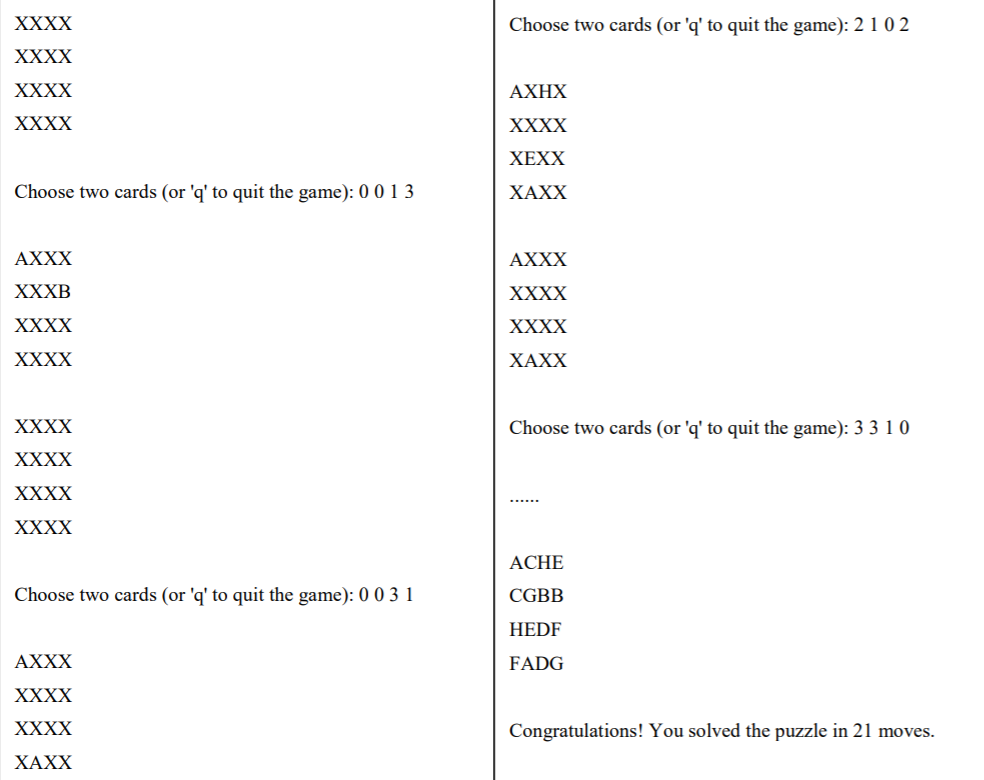 XXXX
XXXX
XXXX
XXXX
Choose two cards (or 'q' to quit the game): 0 0 1 3
AXXX
XXXB
XXXX
XXXX
XXXX
XXXX
XXXX
XXXX
Choose two cards (or 'q' to quit the game): 0 0 3 1
AXXX
XXXX
XXXX
XAXX
Choose two cards (or 'q' to quit the game): 2 1 0 2
AXHX
XXXX
XEXX
XAXX
AXXX
XXXX
XXXX
XAXX
Choose two cards (or 'q' to quit the game): 3 3 1 0
......
ACHE
CGBB
HEDF
FADG
Congratulations! You solved the puzzle in 21 moves.